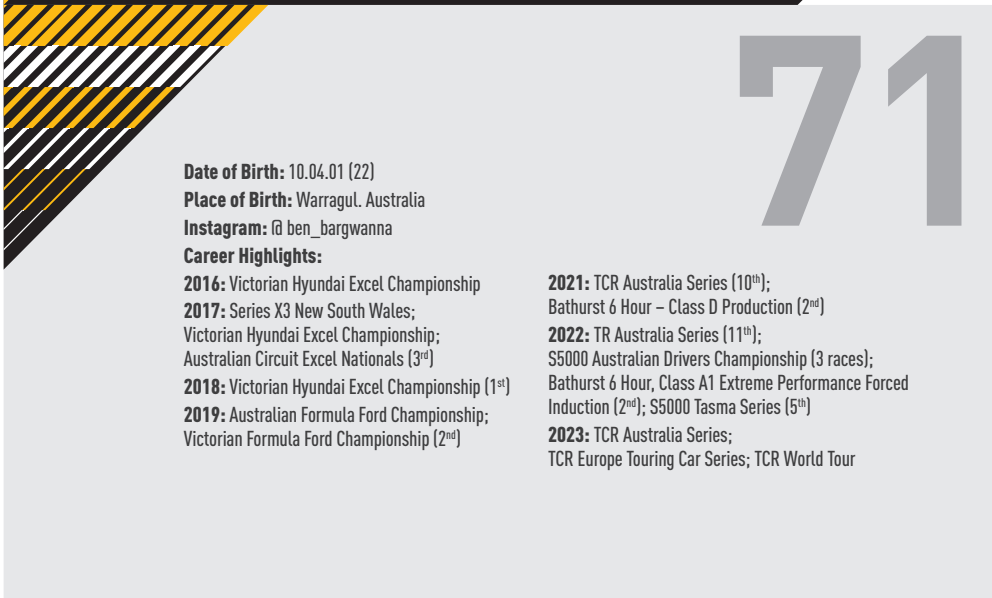 71
Date of Birth: 10.04.01 (22)
Place of Birth: Warragul. Australia
Instagram: @ ben_bargwanna
Career Highlights:
2016: Victorian Hyundai Excel Championship
2017: Series X3 New South Wales;
Victorian Hyundai Excel Championship;
Australian Circuit Excel Nationals (3rd)
2018: Victorian Hyundai Excel Championship (1st)
2019: Australian Formula Ford Championship;
Victorian Formula Ford Championship (2nd)
2021: TCR Australia Series (10th);
Bathurst 6 Hour – Class D Production (2nd)
2022: TR Australia Series (11th);
S5000 Australian Drivers Championship (3 races);
Bathurst 6 Hour, Class A1 Extreme Performance Forced
Induction (2nd); S5000 Tasma Series (5th)
2023: TCR Australia Series;
TCR Europe Touring Car Series; TCR World Tour